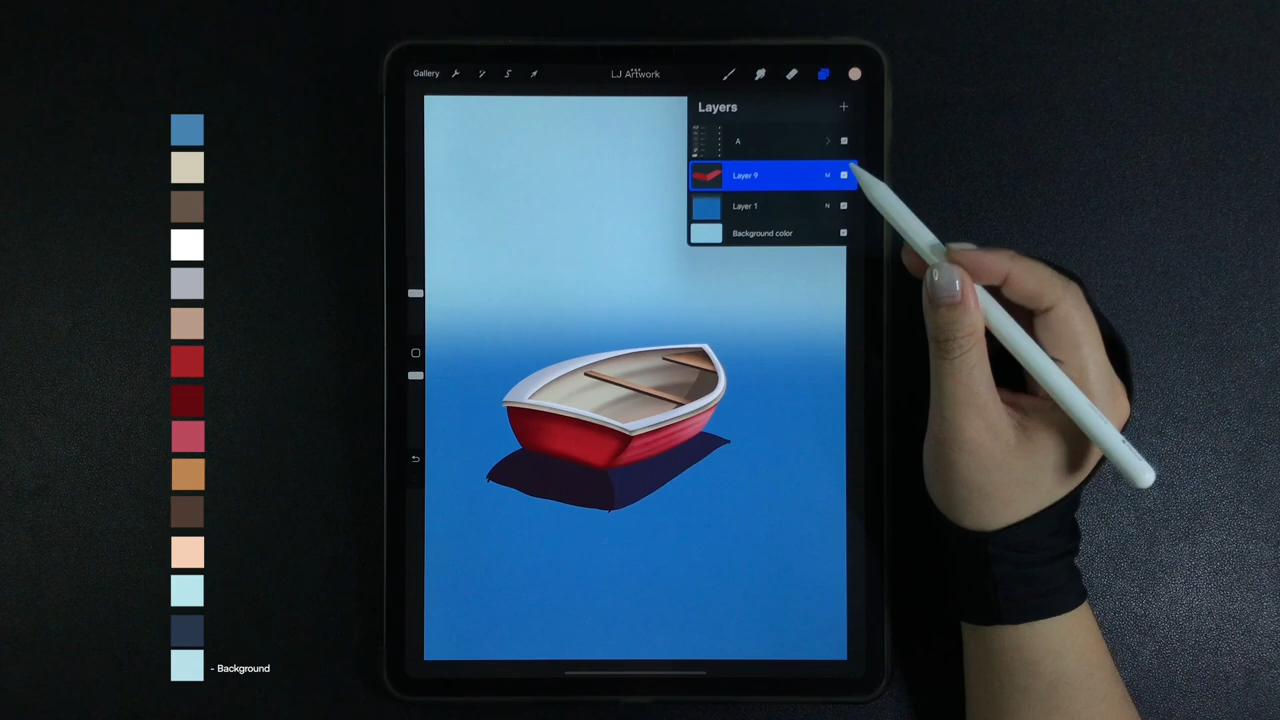 Gallery
LJ Artwork
Layers
A
Layer 9 M
Layer 1 N
Background color
- Background